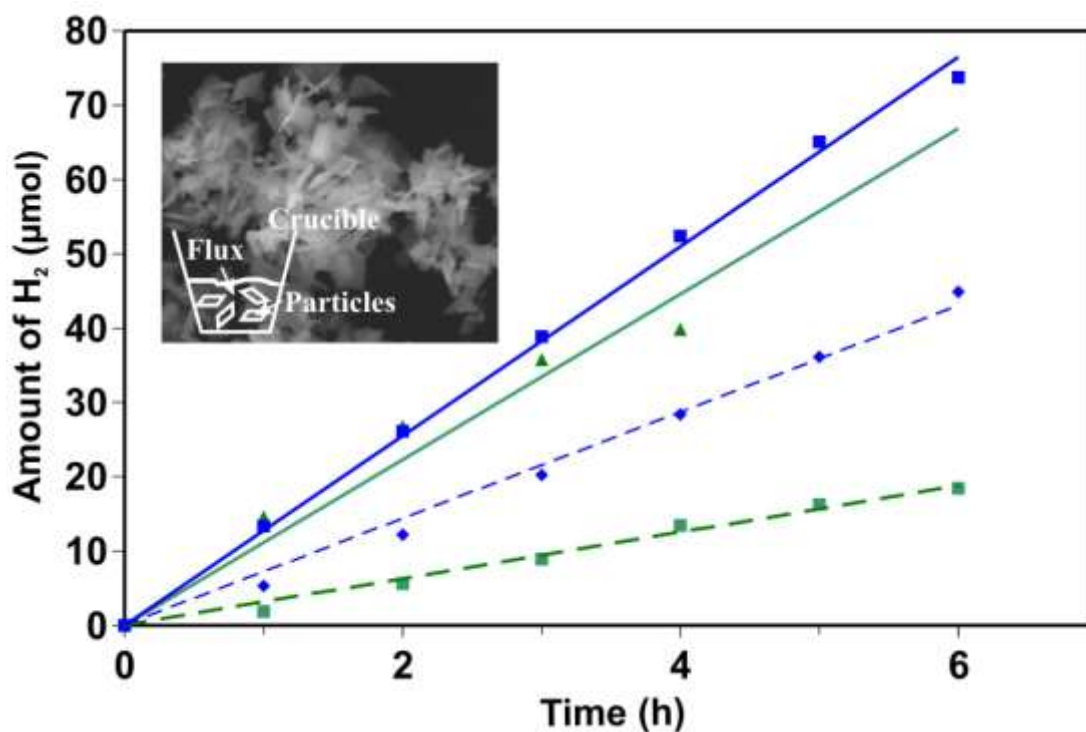 80
70
60
50
40
30
20
10
0
Amount of H₂ (μmol)
Crucible
Flux
Particles
0 2 4 6
Time (h)